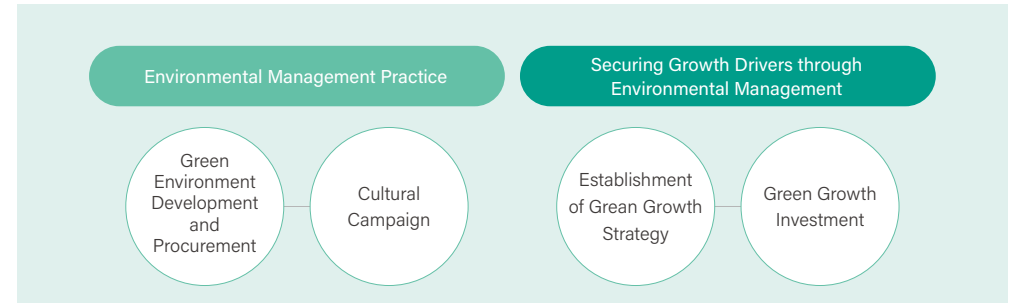 Environmental Management Practice
Securing Growth Drivers through
Environmental Management
Green
Environment
Development
and
Procurement
Cultural
Campaign
Establishment
of Grean Growth
Strategy
Green Growth
Investment